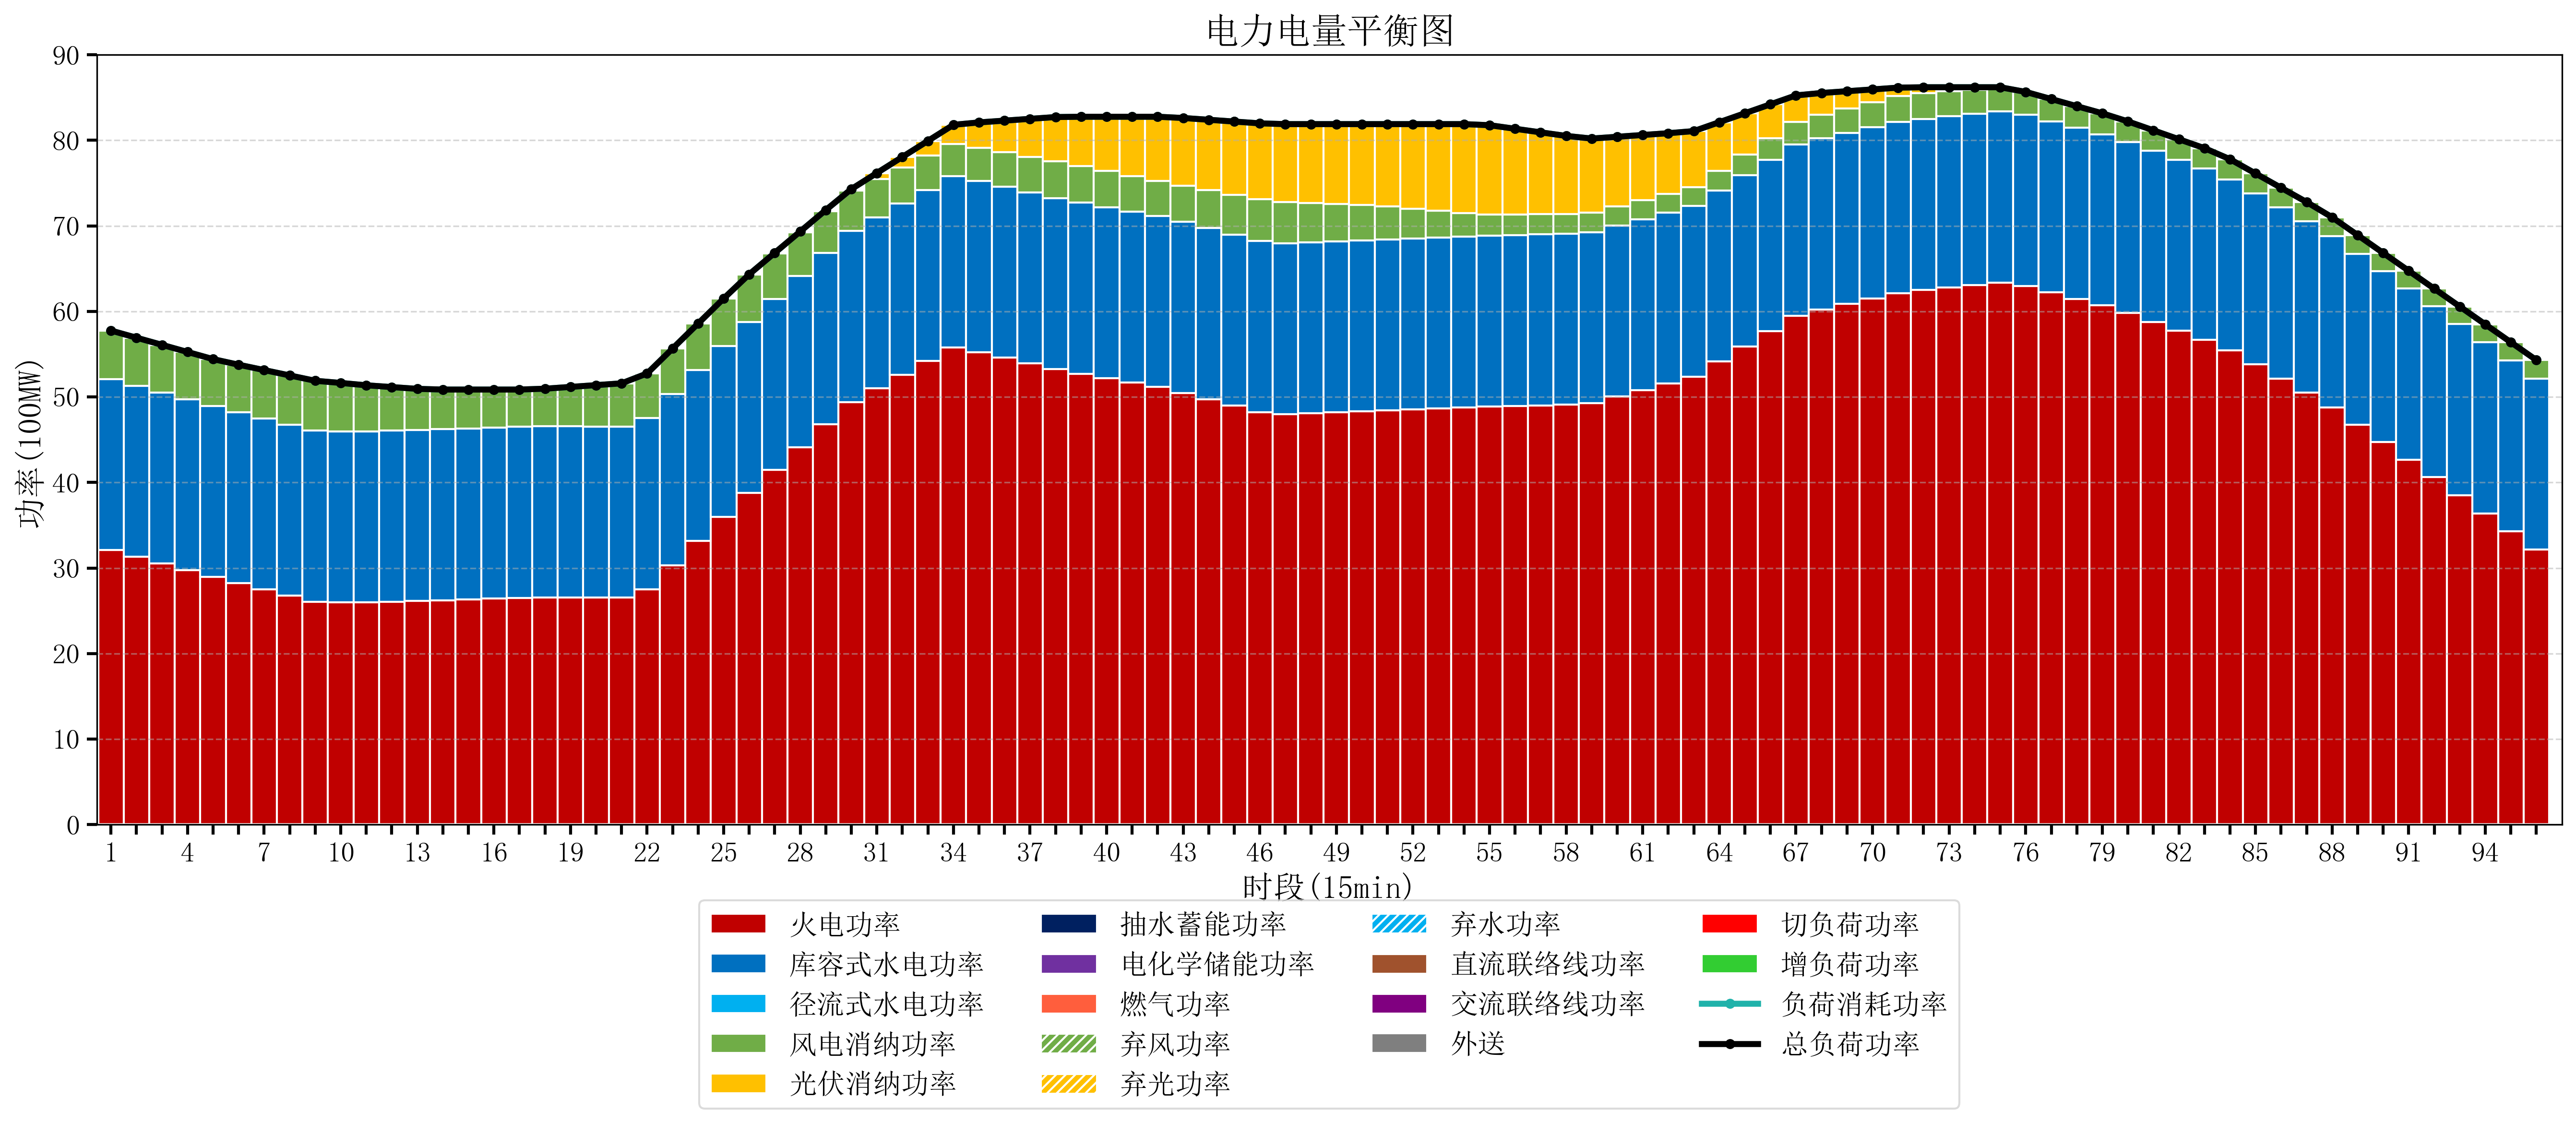 电力电量平衡图
功率(100MW)
90
80
70
60
50
40
30
20
10
0
1 4 7 10 13 16 19 22 25 28 31 34 37 40 43 46 49 52 55 58 61 64 67 70 73 76 79 82 85 88 91 94
时段(15min)
火电功率 抽水蓄能功率 弃水功率 切负荷功率
库容式水电功率 电化学储能功率 直流联络线功率 增负荷功率
径流式水电功率 燃气功率 交流联络线功率 负荷消耗功率
风电消纳功率 弃风功率 外送 总负荷功率
光伏消纳功率 弃光功率